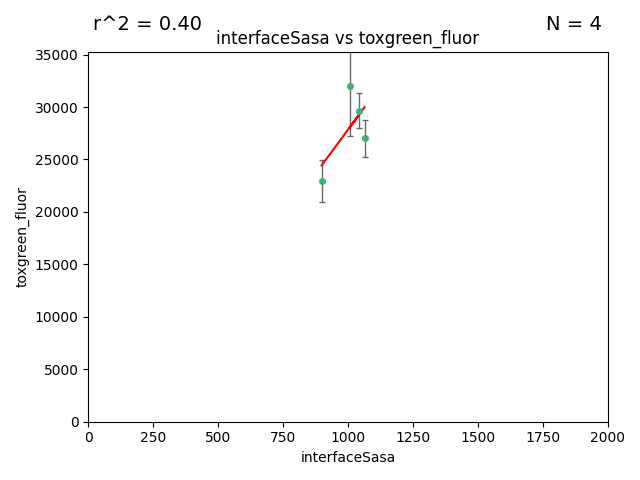 r^2 = 0.40
N = 4
interfaceSasa vs toxgreen_fluor
35000
30000
25000
20000
15000
10000
5000
0
toxgreen_fluor
0 250 500 750 1000 1250 1500 1750 2000
interfaceSasa